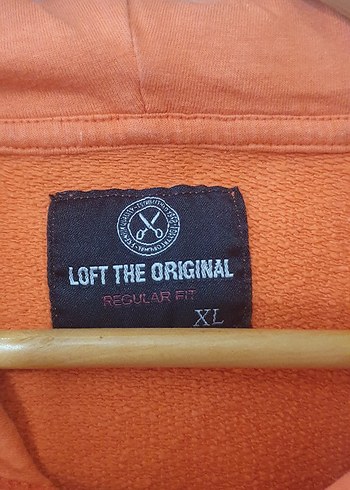 LOFT THE ORIGINAL
REGULAR FIT
XL